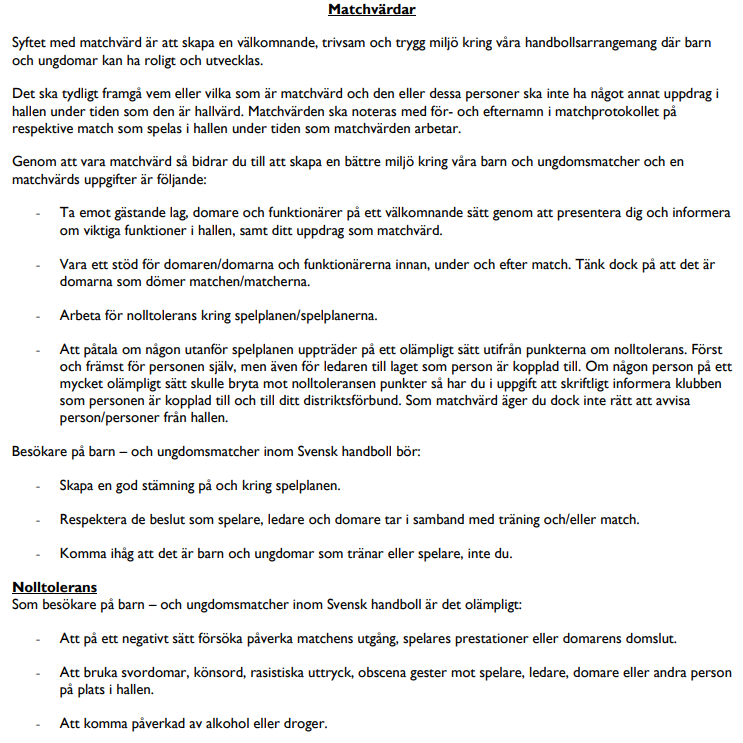 Matchvärdar
Syftet med matchvärd är att skapa en välkomnande, trivsam och trygg miljö kring våra handbollsarrangemang där barn
och ungdomar kan ha roligt och utvecklas.
Det ska tydligt framgå vem eller vilka som är matchvärd och den eller dessa personer ska inte ha något annat uppdrag i
hallen under tiden som den är hallvärd. Matchvärden ska noteras med för- och efternamn i matchprotokollet på
respektive match som spelas i hallen under tiden som matchvärden arbetar.
Genom att vara matchvärd så bidrar du till att skapa en bättre miljö kring våra barn och ungdomsmatcher och en
matchvärds uppgifter är följande:
- Ta emot gästande lag, domare och funktionärer på ett välkomnande sätt genom att presentera dig och informera
om viktiga funktioner i hallen, samt ditt uppdrag som matchvärd.
- Vara ett stöd för domaren/domarna och funktionärerna innan, under och efter match. Tänk dock på att det är
domarna som dömer matchen/matcherna.
- Arbeta för nolltolerans kring spelplanen/spelplanerna.
- Att påtala om någon utanför spelplanen uppträder på ett olämpligt sätt utifrån punkterna om nolltolerans. Först
och främst för personen själv, men även för ledaren till laget som person är kopplad till. Om någon person på ett
mycket olämpligt sätt skulle bryta mot nolltoleransen punkter så har du i uppgift att skriftligt informera klubben
som personen är kopplad till och till ditt distriktsförbund. Som matchvärd äger du dock inte rätt att avvisa
person/personer från hallen.
Besökare på barn – och ungdomsmatcher inom Svensk handboll bör:
- Skapa en god stämning på och kring spelplanen.
- Respektera de beslut som spelare, ledare och domare tar i samband med träning och/eller match.
- Komma ihåg att det är barn och ungdomar som tränar eller spelare, inte du.
Nolltolerans
Som besökare på barn – och ungdomsmatcher inom Svensk handboll är det olämpligt:
- Att på ett negativt sätt försöka påverka matchens utgång, spelares prestationer eller domarens domslut.
- Att bruka svordomar, könsord, rasistiska uttryck, obscena gester mot spelare, ledare, domare eller andra person
på plats i hallen.
- Att komma påverkad av alkohol eller droger.